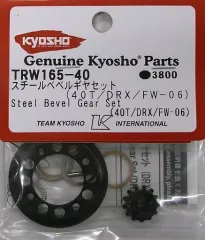 KYOSHO
Genuine Kyosho Parts
TRW165-40 ●3800
スチールベベルギヤセット
(40T/DRX/FW-06)
Steel Bevel Gear Set
(40T/DRX/FW-06)
TEAM KYOSHO K INTERNATIONAL